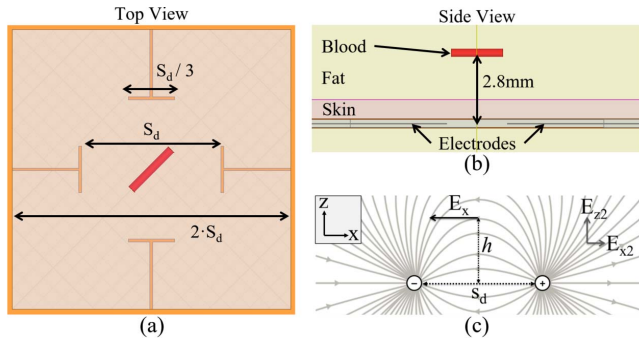 Top View
S_d / 3
S_d
2·S_d
(a)
Side View
Blood
Fat
2.8mm
Skin
Electrodes
(b)
z
x
E_x
h
E_z2
E_x2
−
S_d
+
(c)